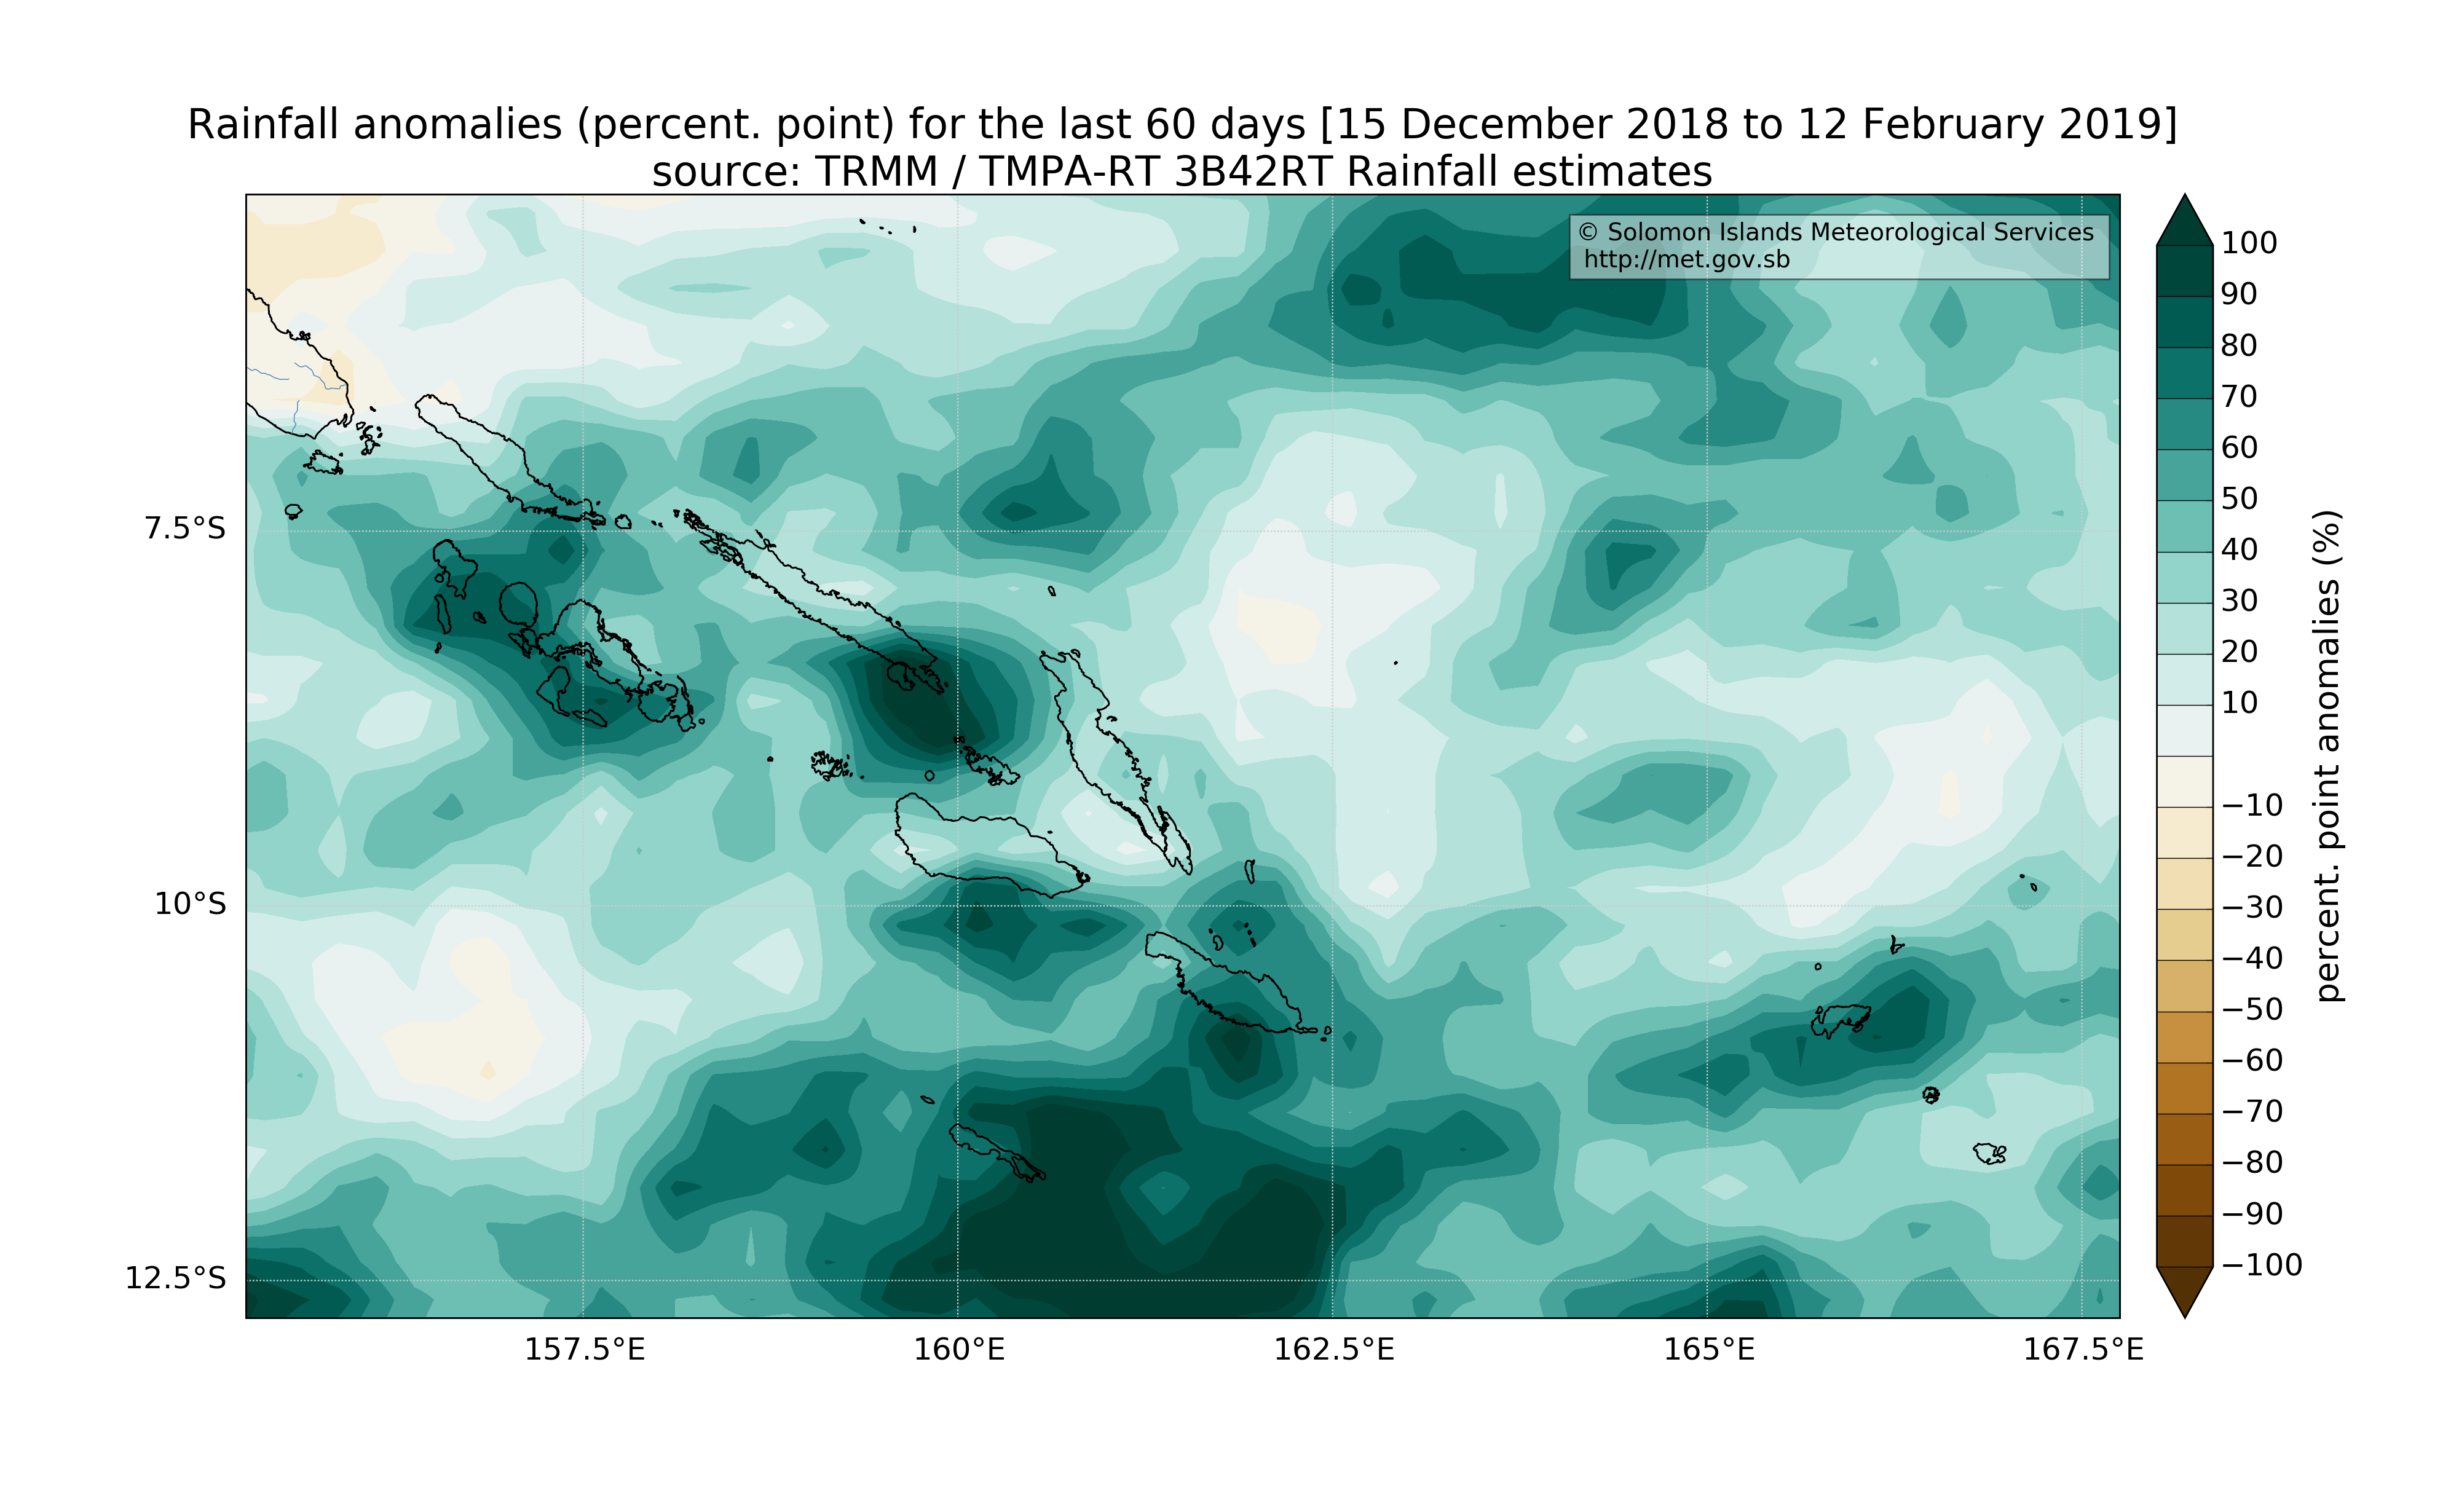 Rainfall anomalies (percent. point) for the last 60 days [15 December 2018 to 12 February 2019]
source: TRMM / TMPA-RT 3B42RT Rainfall estimates
© Solomon Islands Meteorological Services
http://met.gov.sb
7.5°S
10°S
12.5°S
157.5°E
160°E
162.5°E
165°E
167.5°E
100
90
80
70
60
50
40
30
20
10
−10
−20
−30
−40
−50
−60
−70
−80
−90
−100
percent. point anomalies (%)